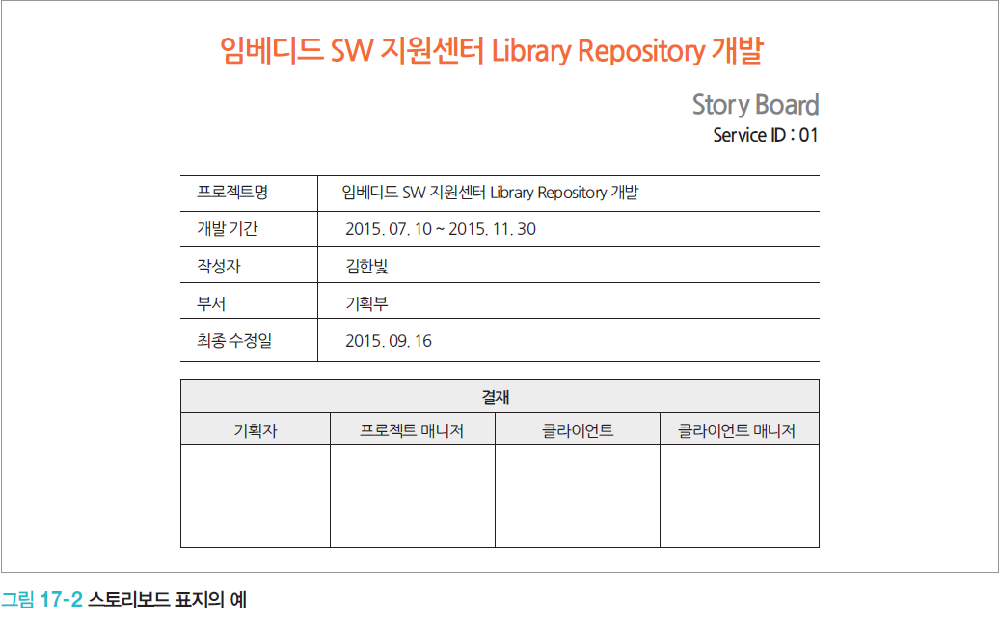 임베디드 SW 지원센터 Library Repository 개발
Story Board
Service ID : 01
프로젝트명 임베디드 SW 지원센터 Library Repository 개발
개발 기간 2015. 07. 10 ~ 2015. 11. 30
작성자 김한빛
부서 기획부
최종 수정일 2015. 09. 16
결재
기획자 프로젝트 매니저 클라이언트 클라이언트 매니저
그림 17-2 스토리보드 표지의 예